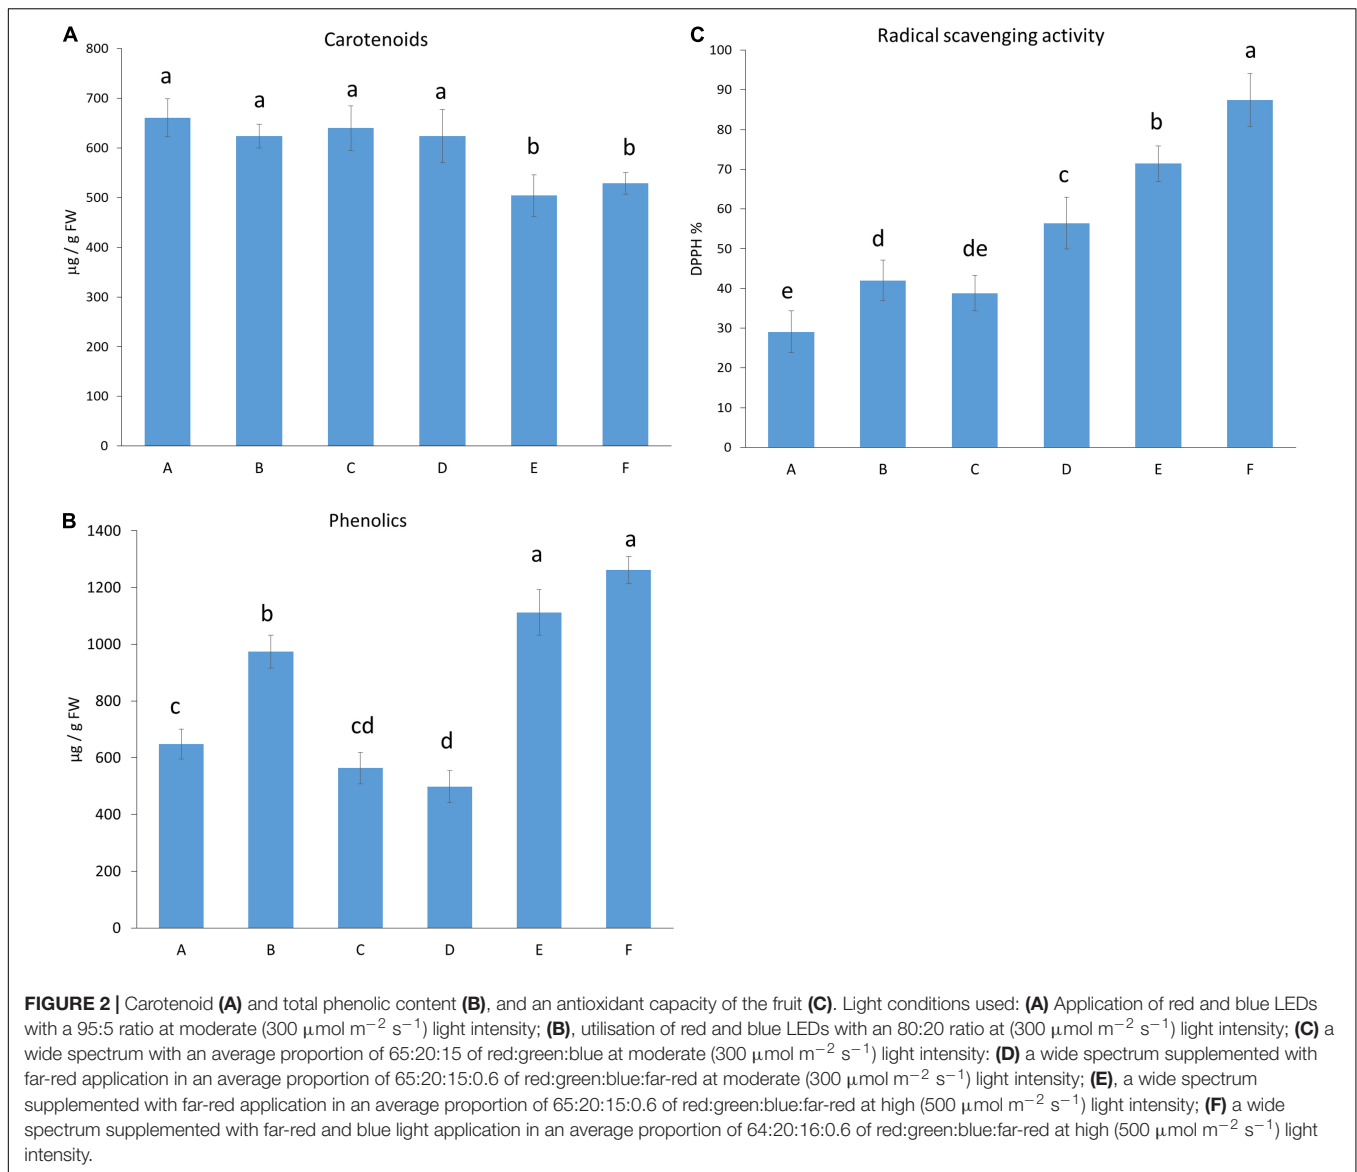 A
Carotenoids
800
700
600
500
400
300
200
100
0
µg / g FW
a
a
a
a
b
b
A B C D E F
C
Radical scavenging activity
100
90
80
70
60
50
40
30
20
10
0
DPPH %
e
d
de
c
b
a
A B C D E F
B
Phenolics
1400
1200
1000
800
600
400
200
0
µg / g FW
c
b
cd
d
a
a
A B C D E F
FIGURE 2 | Carotenoid (A) and total phenolic content (B), and an antioxidant capacity of the fruit (C). Light conditions used: (A) Application of red and blue LEDs
with a 95:5 ratio at moderate (300 µmol m−2 s−1) light intensity; (B), utilisation of red and blue LEDs with an 80:20 ratio at (300 µmol m−2 s−1) light intensity; (C) a
wide spectrum with an average proportion of 65:20:15 of red:green:blue at moderate (300 µmol m−2 s−1) light intensity: (D) a wide spectrum supplemented with
far-red application in an average proportion of 65:20:15:0.6 of red:green:blue:far-red at moderate (300 µmol m−2 s−1) light intensity; (E), a wide spectrum
supplemented with far-red application in an average proportion of 65:20:15:0.6 of red:green:blue:far-red at high (500 µmol m−2 s−1) light intensity; (F) a wide
spectrum supplemented with far-red and blue light application in an average proportion of 64:20:16:0.6 of red:green:blue:far-red at high (500 µmol m−2 s−1) light
intensity.